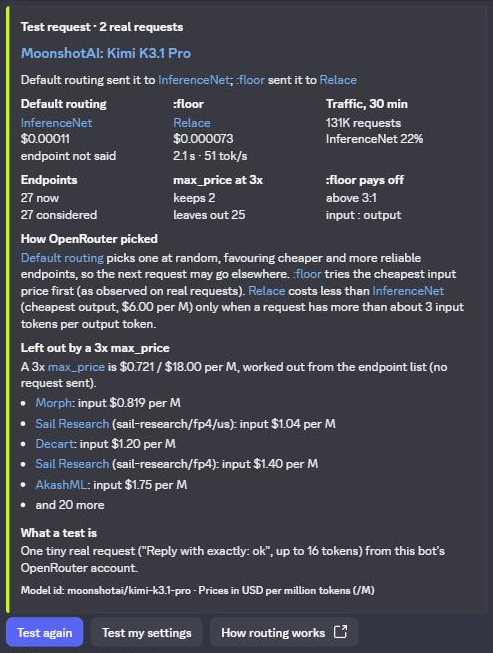 Test request · 2 real requests
MoonshotAI: Kimi K3.1 Pro
Default routing sent it to InferenceNet; :floor sent it to Relace
Default routing
InferenceNet
$0.00011
endpoint not said
:floor
Relace
$0.000073
2.1 s · 51 tok/s
Traffic, 30 min
131K requests
InferenceNet 22%
Endpoints
27 now
27 considered
max_price at 3x
keeps 2
leaves out 25
:floor pays off
above 3:1
input : output
How OpenRouter picked
Default routing picks one at random, favouring cheaper and more reliable
endpoints, so the next request may go elsewhere. :floor tries the cheapest input
price first (as observed on real requests). Relace costs less than InferenceNet
(cheapest output, $6.00 per M) only when a request has more than about 3 input
tokens per output token.
Left out by a 3x max_price
A 3x max_price is $0.721 / $18.00 per M, worked out from the endpoint list (no
request sent).
• Morph: input $0.819 per M
• Sail Research (sail-research/fp4/us): input $1.04 per M
• Decart: input $1.20 per M
• Sail Research (sail-research/fp4): input $1.40 per M
• AkashML: input $1.75 per M
• and 20 more
What a test is
One tiny real request ("Reply with exactly: ok", up to 16 tokens) from this bot's
OpenRouter account.
Model id: moonshotai/kimi-k3.1-pro · Prices in USD per million tokens (/M)
Test again
Test my settings
How routing works